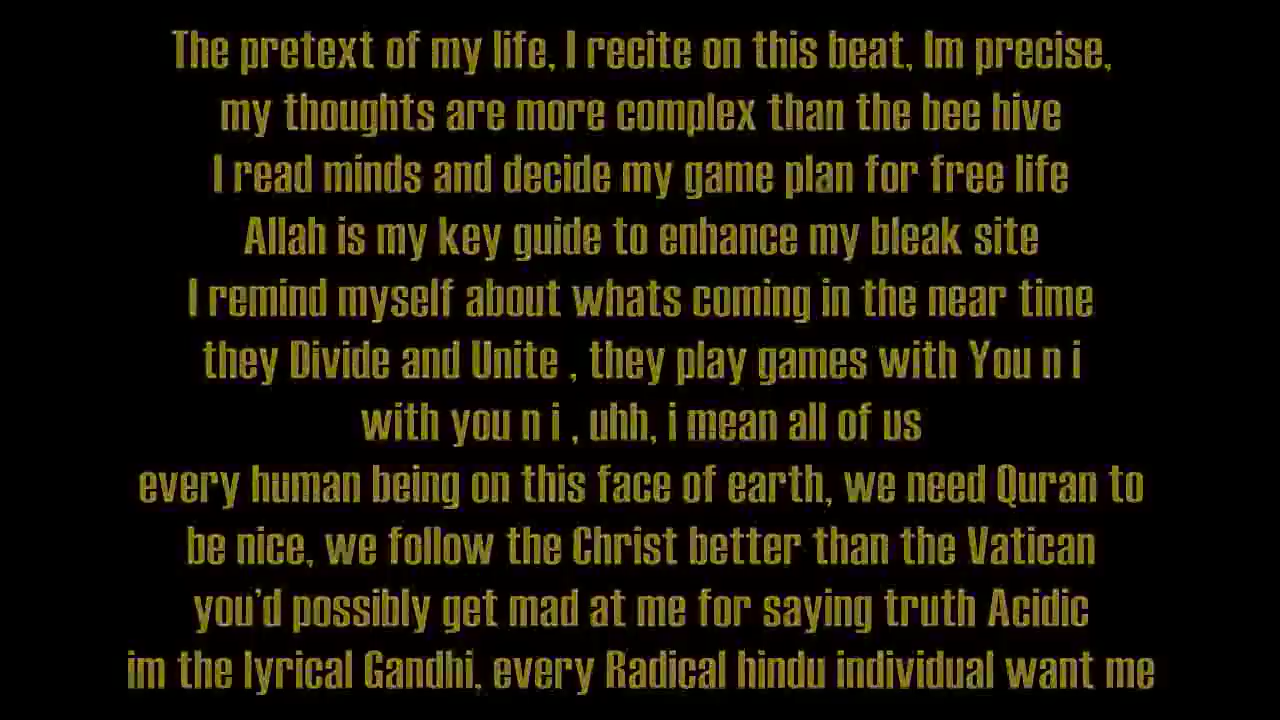 The pretext of my life, I recite on this beat, Im precise,
my thoughts are more complex than the bee hive
I read minds and decide my game plan for free life
Allah is my key guide to enhance my bleak site
I remind myself about whats coming in the near time
they Divide and Unite , they play games with You n i
with you n i , uhh, i mean all of us
every human being on this face of earth, we need Quran to
be nice, we follow the Christ better than the Vatican
you'd possibly get mad at me for saying truth Acidic
im the lyrical Gandhi, every Radical hindu individual want me